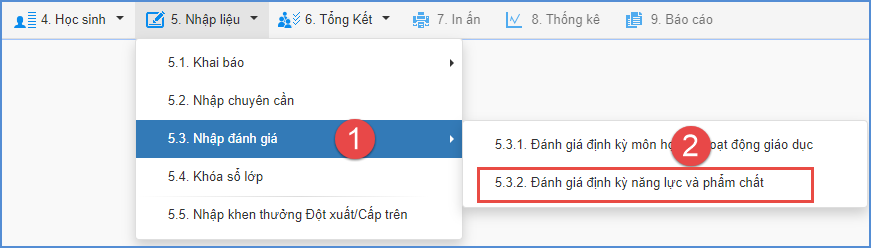 4. Học sinh 5. Nhập liệu 6. Tổng Kết 7. In ấn 8. Thống kê 9. Báo cáo
5.1. Khai báo
5.2. Nhập chuyên cần
5.3. Nhập đánh giá 1
5.3.1. Đánh giá định kỳ môn 2 động giáo dục
5.4. Khóa sổ lớp
5.3.2. Đánh giá định kỳ năng lực và phẩm chất
5.5. Nhập khen thưởng Đột xuất/Cấp trên